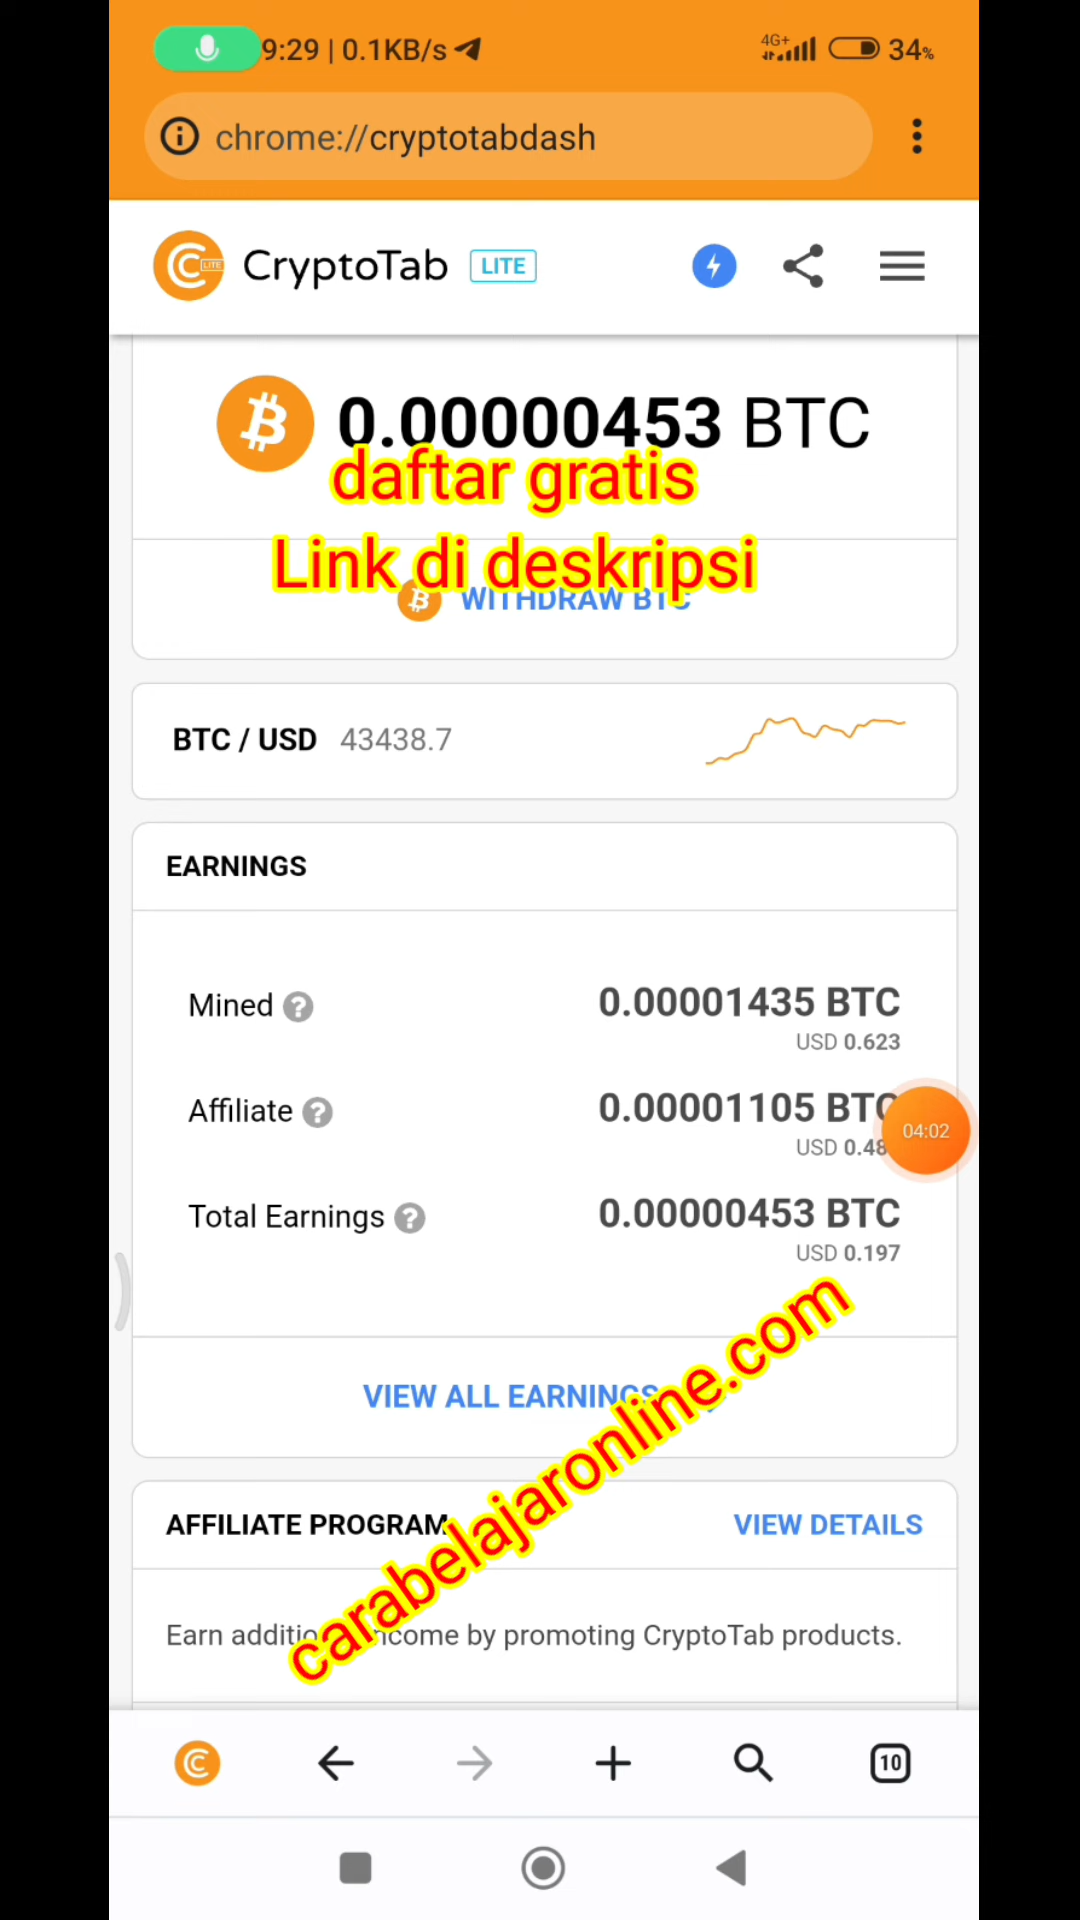 9:29 | 0.1KB/s
4G+ 34%
chrome://cryptotabdash
CryptoTab LITE
0.00000453 BTC
daftar gratis
Link di deskripsi
WITHDRAW BTC
BTC / USD 43438.7
EARNINGS
Mined ? 0.00001435 BTC
USD 0.623
Affiliate ? 0.00001105 BTC
USD 0.48
04:02
Total Earnings ? 0.00000453 BTC
USD 0.197
VIEW ALL EARNINGS
carabelajaronline.com
AFFILIATE PROGRAM VIEW DETAILS
Earn additional income by promoting CryptoTab products.
10